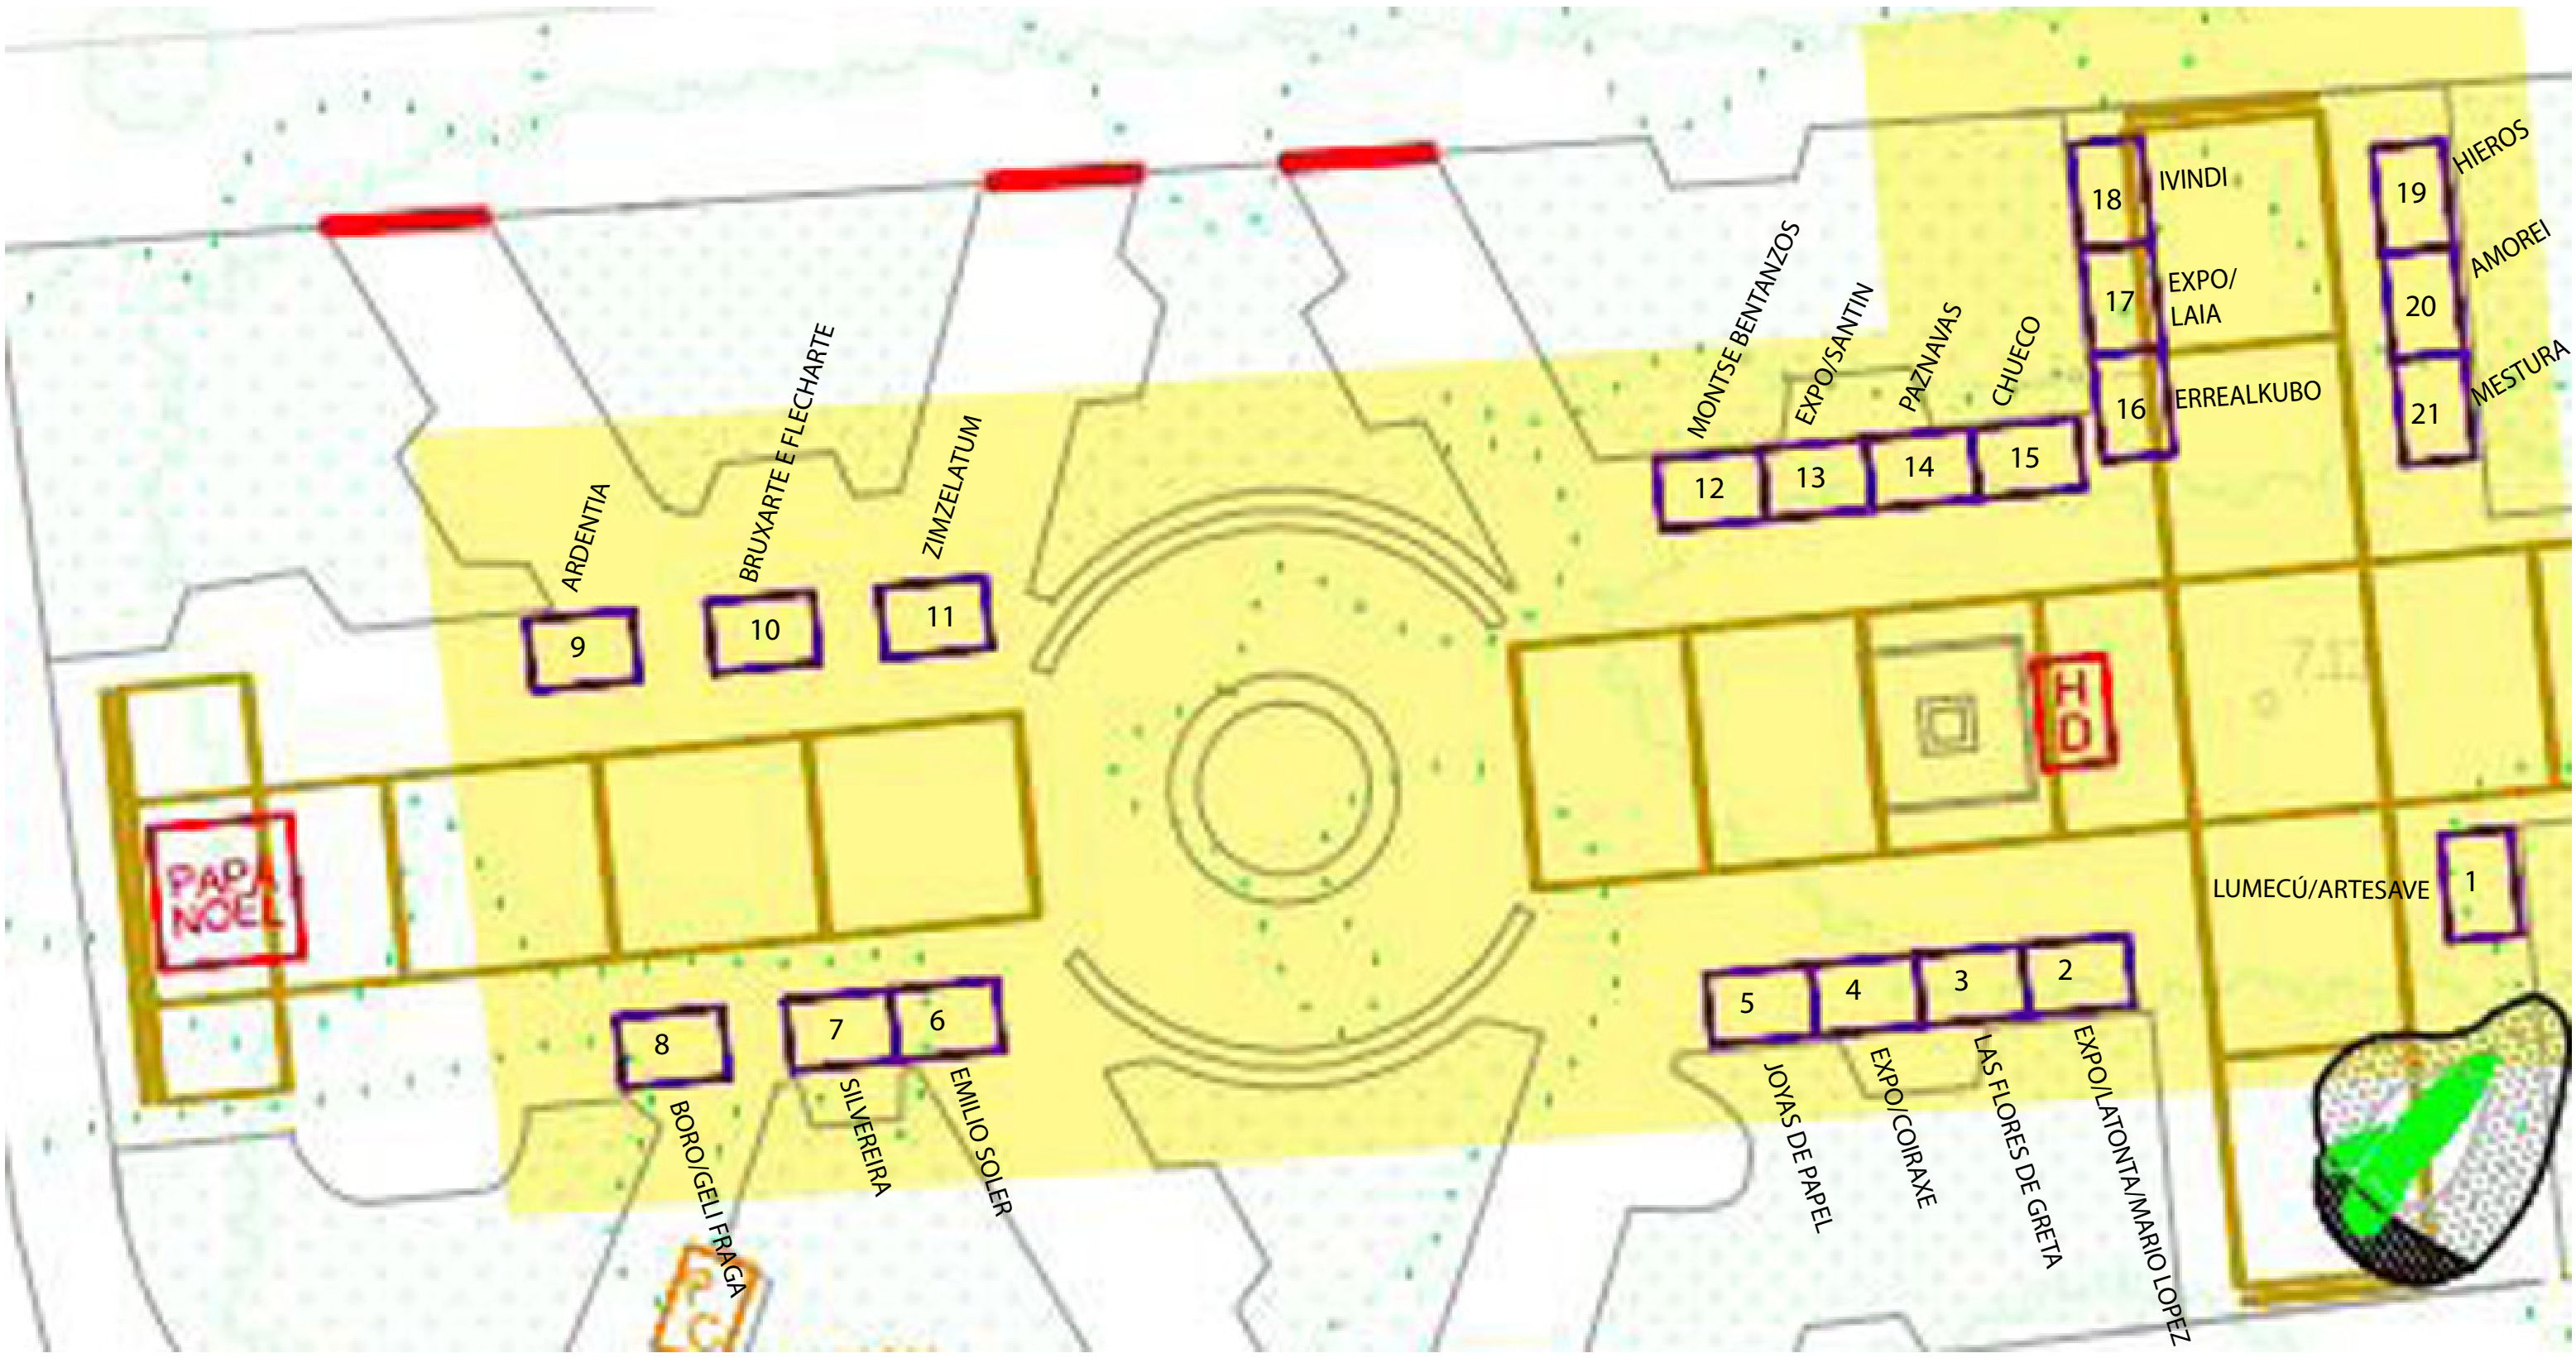 HIEROS
19
IVINDI
18
AMOREI
20
EXPO/
LAIA
17
MESTURA
21
ERREALKUBO
16
MONTSE BENTANZOS
12
EXPO/SANTIN
13
PAZNAVAS
14
CHUECO
15
ARDENTIA
9
BRUXARTE E FLECHARTE
10
ZIMZELATUM
11
H
D
PAPA
NOEL
LUMECÚ/ARTESAVE
1
8
BORO/GELI FRAGA
7
SILVEREIRA
6
EMILIO SOLER
5
JOYAS DE PAPEL
4
EXPO/COIRAXE
3
LAS FLORES DE GRETA
2
EXPO/LATONTA/MARIO LOPEZ